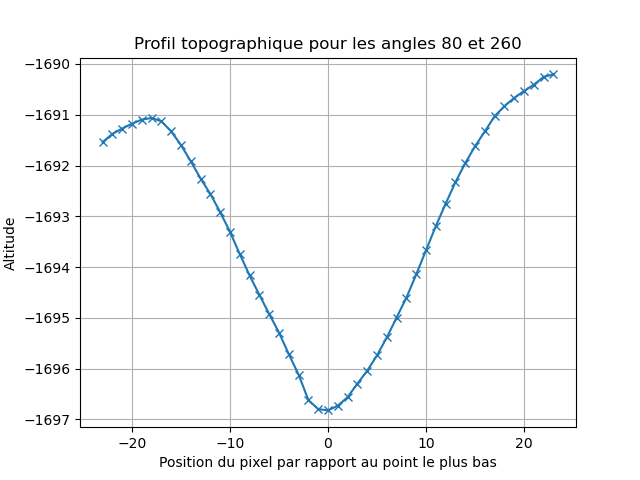 Profil topographique pour les angles 80 et 260
−1690
−1691
−1692
−1693
−1694
−1695
−1696
−1697
Altitude
−20 −10 0 10 20
Position du pixel par rapport au point le plus bas